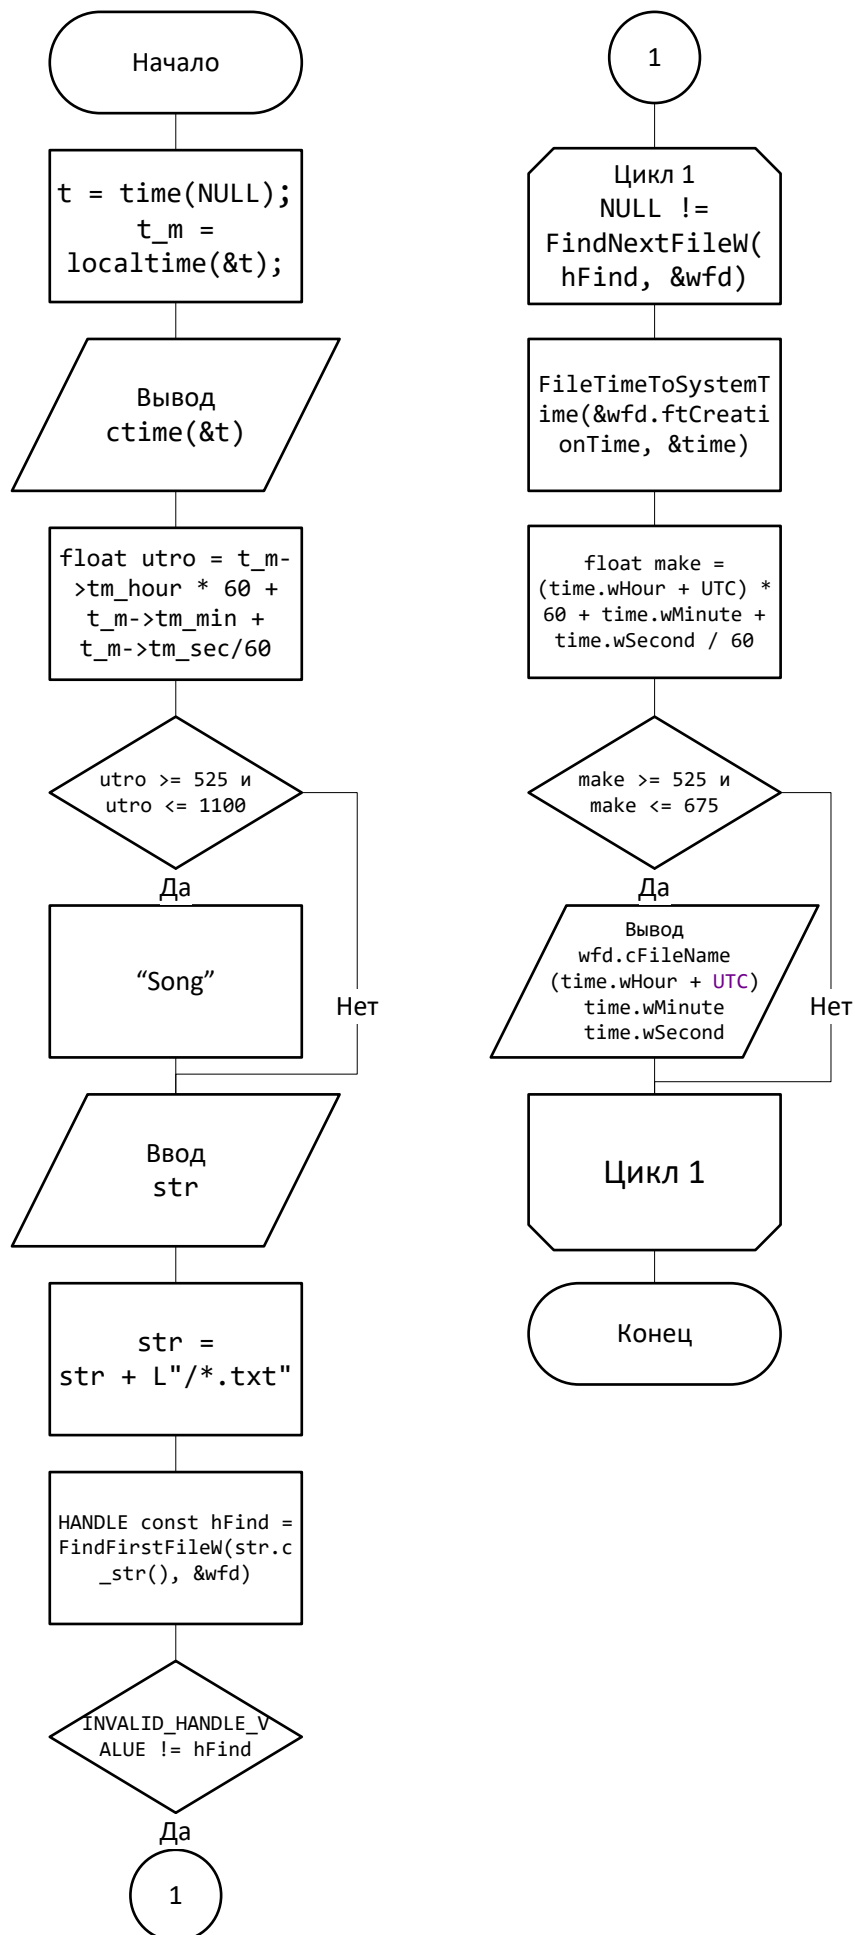 Начало
t = time(NULL);
t_m =
localtime(&t);
Вывод
ctime(&t)
float utro = t_m-
>tm_hour * 60 +
t_m->tm_min +
t_m->tm_sec/60
utro >= 525 и
utro <= 1100
Да
“Song”
Нет
Ввод
str
str =
str + L"/*.txt"
HANDLE const hFind =
FindFirstFileW(str.c
_str(), &wfd)
INVALID_HANDLE_V
ALUE != hFind
Да
1
1
Цикл 1
NULL !=
FindNextFileW(
hFind, &wfd)
FileTimeToSystemT
ime(&wfd.ftCreati
onTime, &time)
float make =
(time.wHour + UTC) *
60 + time.wMinute +
time.wSecond / 60
make >= 525 и
make <= 675
Да
Вывод
wfd.cFileName
(time.wHour + UTC)
time.wMinute
time.wSecond
Нет
Цикл 1
Конец